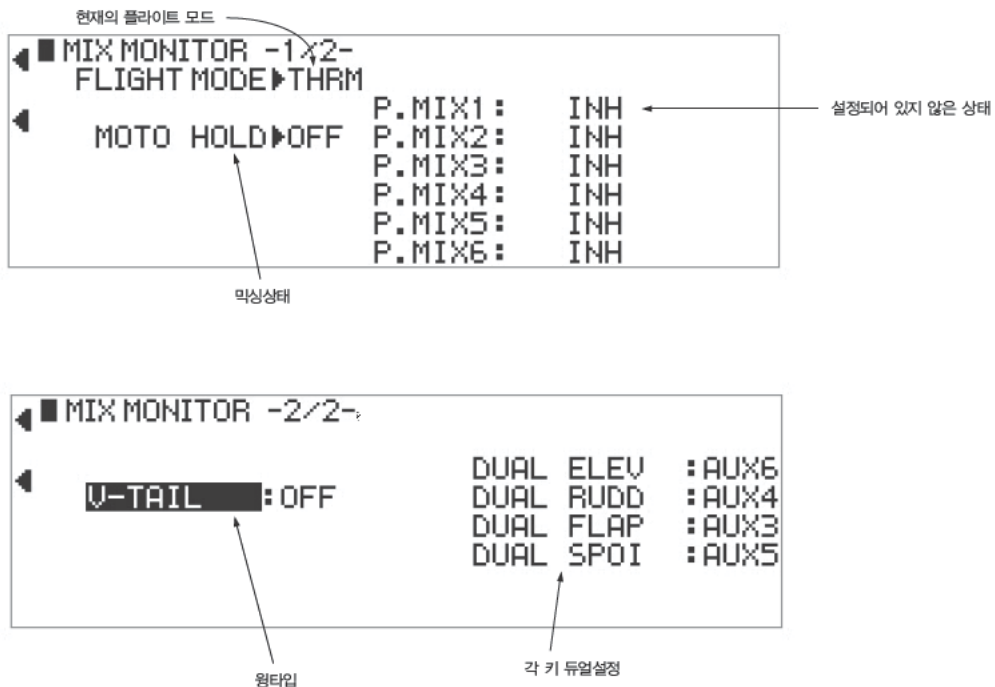 현재의 플라이트 모드
■MIX MONITOR -1/2-
FLIGHT MODE▶THRM
P.MIX1: INH
설정되어 있지 않은 상태
MOTO HOLD▶OFF P.MIX2: INH
P.MIX3: INH
P.MIX4: INH
P.MIX5: INH
P.MIX6: INH
믹싱상태
■MIX MONITOR -2/2-
DUAL ELEV :AUX6
V-TAIL :OFF DUAL RUDD :AUX4
DUAL FLAP :AUX3
DUAL SPOI :AUX5
각 키 듀얼설정
윙타입